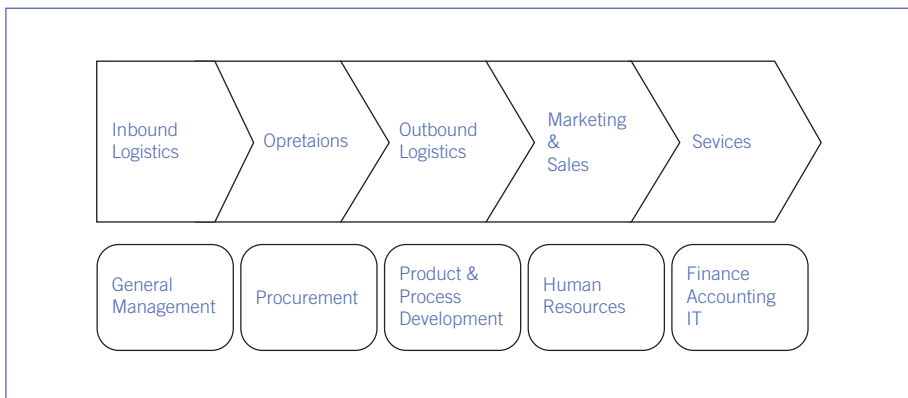 Inbound
Logistics
Opretaions
Outbound
Logistics
Marketing
&
Sales
Sevices
General
Management
Procurement
Product &
Process
Development
Human
Resources
Finance
Accounting
IT